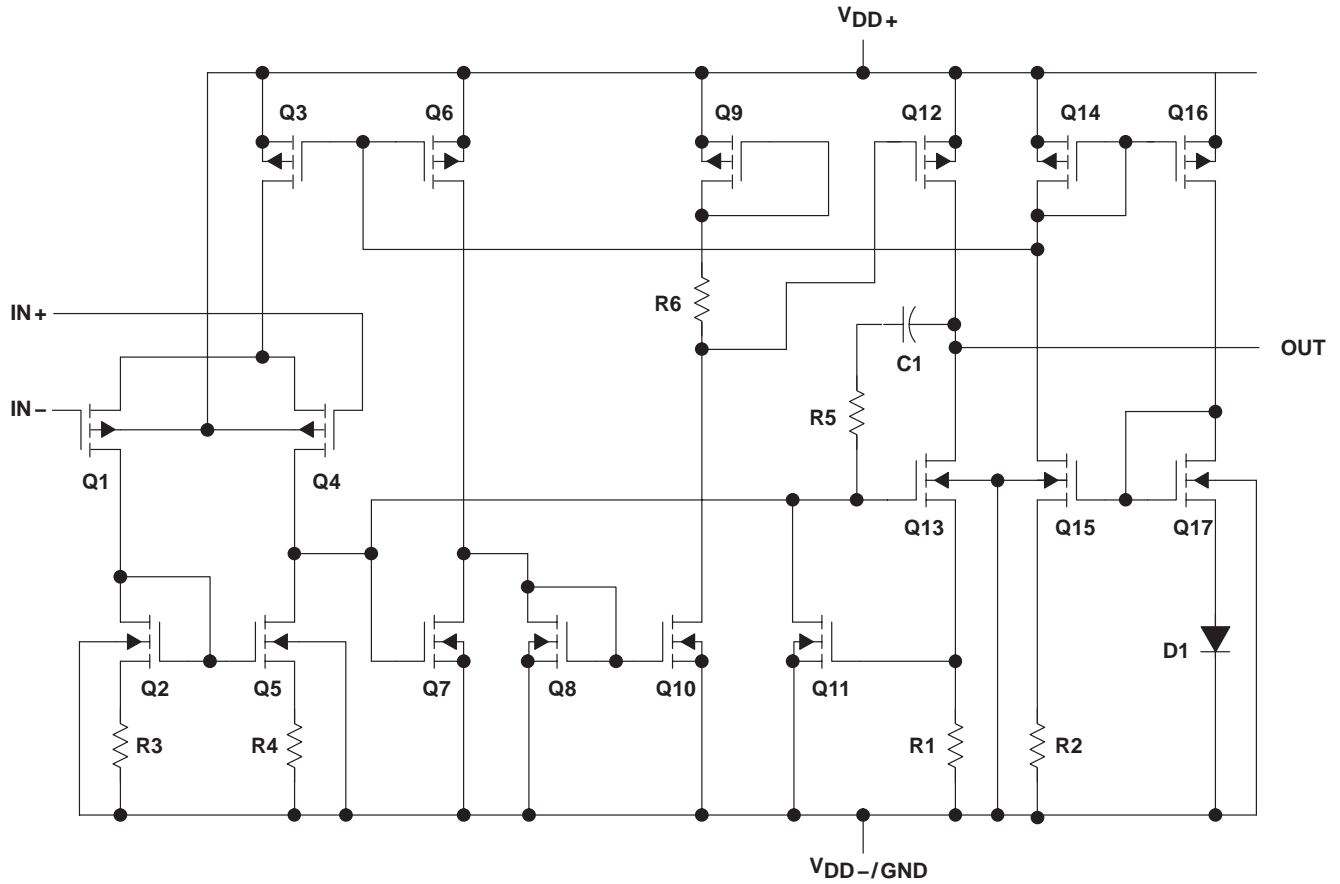 VDD+
Q3
Q6
Q9
Q12
Q14
Q16
IN+
R6
C1
OUT
IN−
R5
Q1
Q4
Q13
Q15
Q17
Q2
Q5
Q7
Q8
Q10
Q11
D1
R3
R4
R1
R2
VDD−/GND